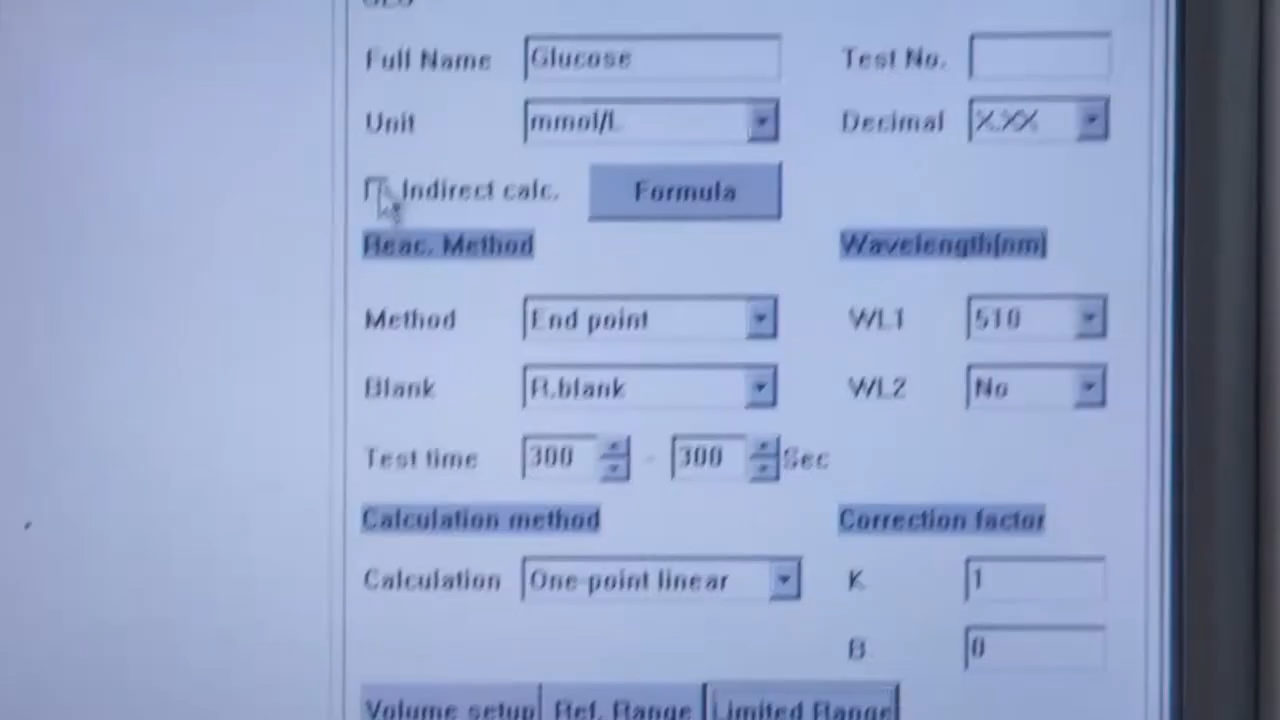 Full Name Glucose Test No.
Unit mmol/L Decimal X.XX
Indirect calc. Formula
Reac. Method Wavelength(nm)
Method End point WL1 510
Blank R.blank WL2 No
Test time 300 - 300 Sec
Calculation method Correction factor
Calculation One-point linear K 1
B 0
Volume setup Ref. Range Limited Range